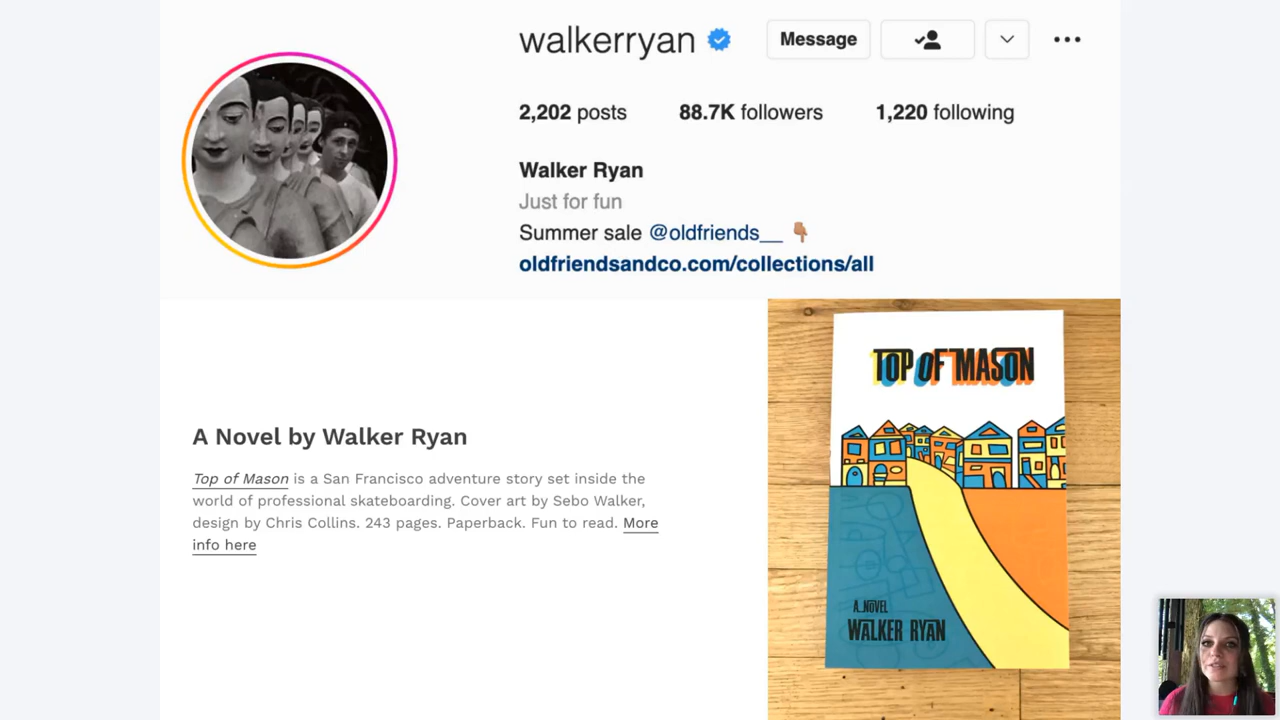 walkerryan
Message
2,202 posts 88.7K followers 1,220 following
Walker Ryan
Just for fun
Summer sale @oldfriends__ 👇🏽
oldfriendsandco.com/collections/all
A Novel by Walker Ryan
Top of Mason is a San Francisco adventure story set inside the
world of professional skateboarding. Cover art by Sebo Walker,
design by Chris Collins. 243 pages. Paperback. Fun to read. More
info here
TOP OF MASON
A NOVEL
WALKER RYAN